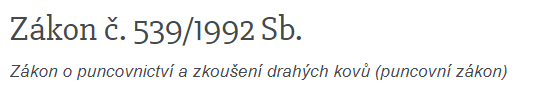 Zákon č. 539/1992 Sb.
Zákon o puncovnictví a zkoušení drahých kovů (puncovní zákon)